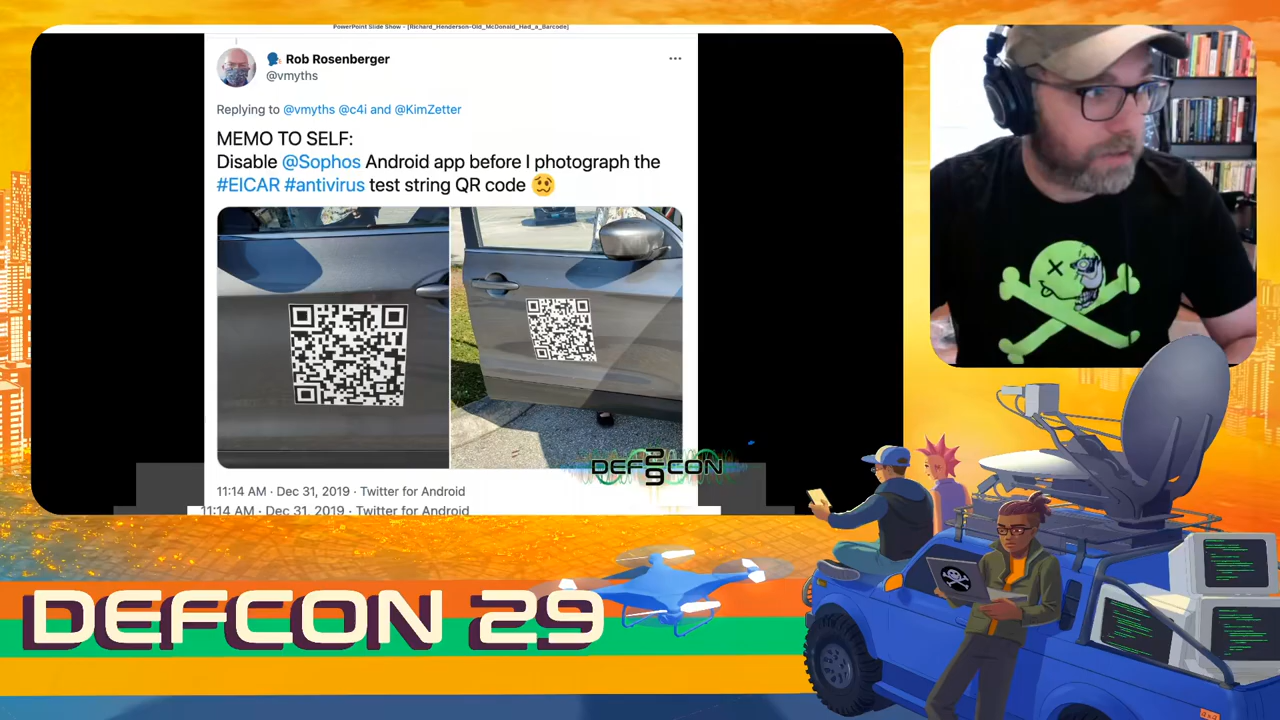 PowerPoint Slide Show - [Richard_Henderson-Old_McDonald_Had_a_Barcode]
Rob Rosenberger
@vmyths
Replying to @vmyths @c4i and @KimZetter
MEMO TO SELF:
Disable @Sophos Android app before I photograph the
#EICAR #antivirus test string QR code 🥴
DEFCON
29
11:14 AM · Dec 31, 2019 · Twitter for Android
11:14 AM · Dec 31, 2019 · Twitter for Android
DEFCON 29